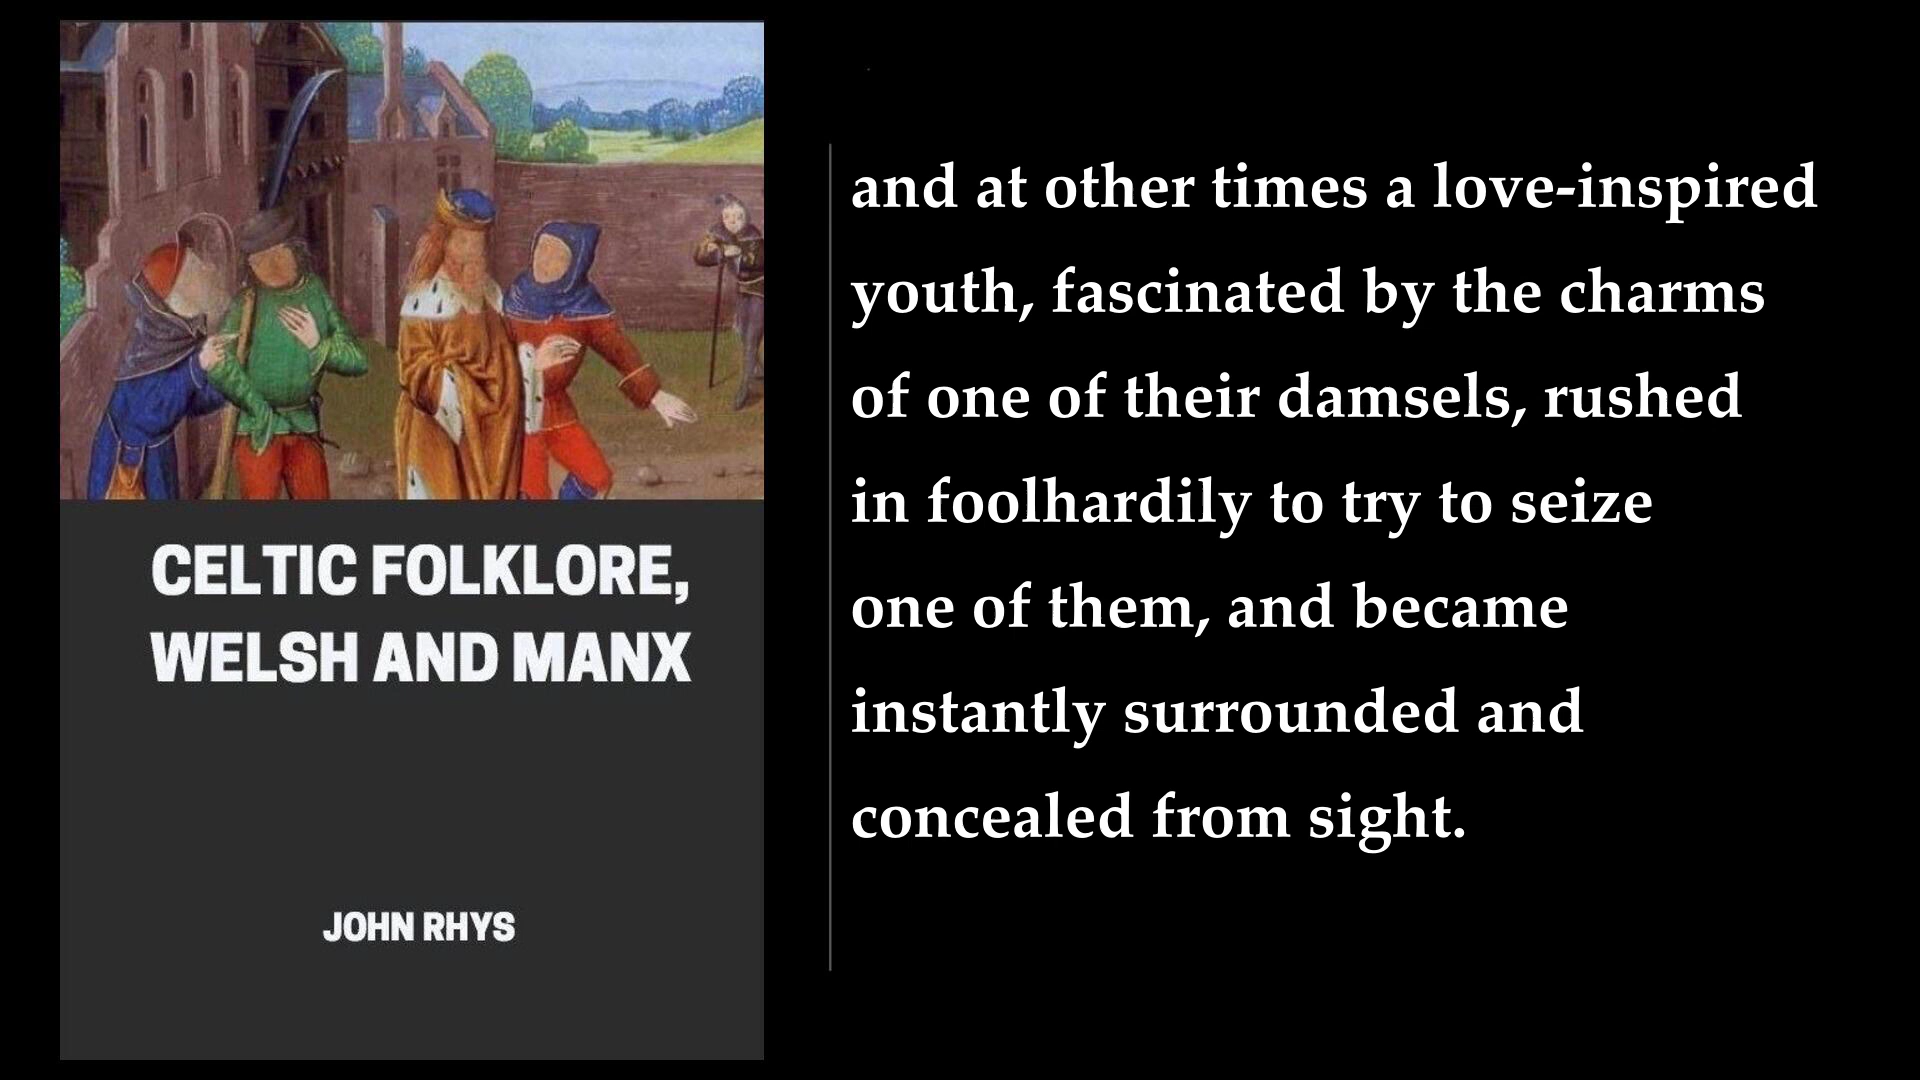 CELTIC FOLKLORE,
WELSH AND MANX
JOHN RHYS
and at other times a love-inspired
youth, fascinated by the charms
of one of their damsels, rushed
in foolhardily to try to seize
one of them, and became
instantly surrounded and
concealed from sight.